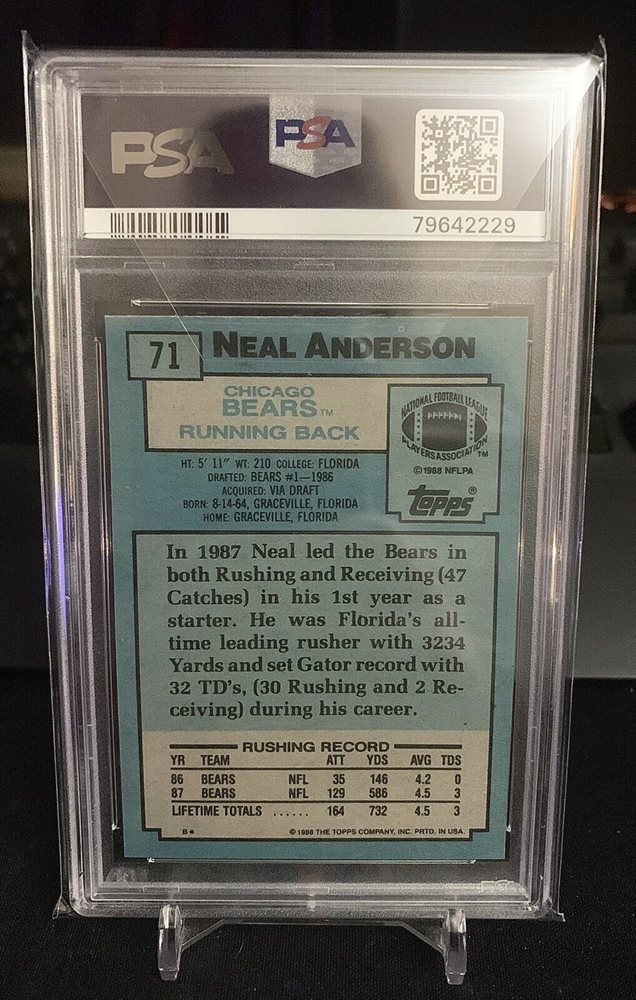 PSA PSA
79642229
71 NEAL ANDERSON
CHICAGO
BEARS TM
RUNNING BACK
NATIONAL FOOTBALL LEAGUE
PLAYERS ASSOCIATION TM
© 1988 NFLPA
topps®
HT: 5' 11" WT: 210 COLLEGE: FLORIDA
DRAFTED: BEARS #1—1986
ACQUIRED: VIA DRAFT
BORN: 8-14-64, GRACEVILLE, FLORIDA
HOME: GRACEVILLE, FLORIDA
In 1987 Neal led the Bears in
both Rushing and Receiving (47
Catches) in his 1st year as a
starter. He was Florida's all-
time leading rusher with 3234
Yards and set Gator record with
32 TD's, (30 Rushing and 2 Re-
ceiving) during his career.
RUSHING RECORD
YR TEAM ATT YDS AVG TDS
86 BEARS NFL 35 146 4.2 0
87 BEARS NFL 129 586 4.5 3
LIFETIME TOTALS ...... 164 732 4.5 3
B* © 1988 THE TOPPS COMPANY, INC. PRTD. IN USA.